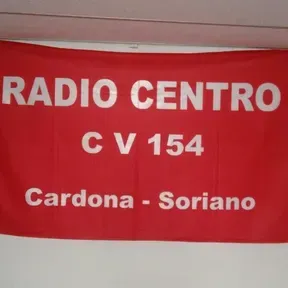 RADIO CENTRO
C V 154
Cardona - Soriano